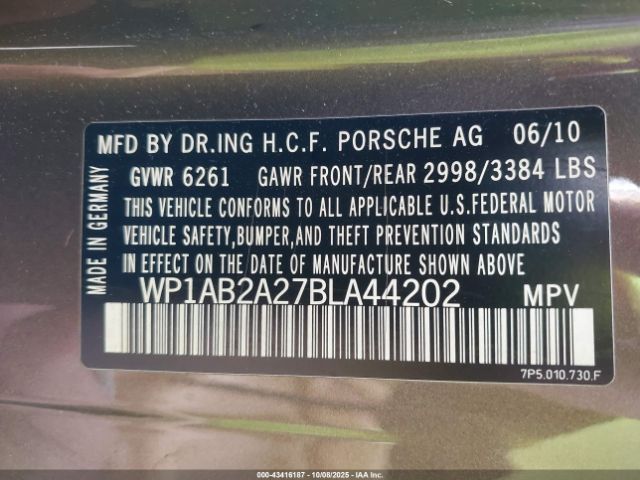 MFD BY DR.ING H.C.F. PORSCHE AG 06/10
GVWR 6261 GAWR FRONT/REAR 2998/3384 LBS
THIS VEHICLE CONFORMS TO ALL APPLICABLE U.S.FEDERAL MOTOR
VEHICLE SAFETY,BUMPER,AND THEFT PREVENTION STANDARDS
IN EFFECT ON THE DATE OF MANUFACTURE SHOWN ABOVE.
WP1AB2A27BLA44202 MPV
MADE IN GERMANY
7P5.010.730.F
000-43416187 - 10/08/2025 - IAA Inc.